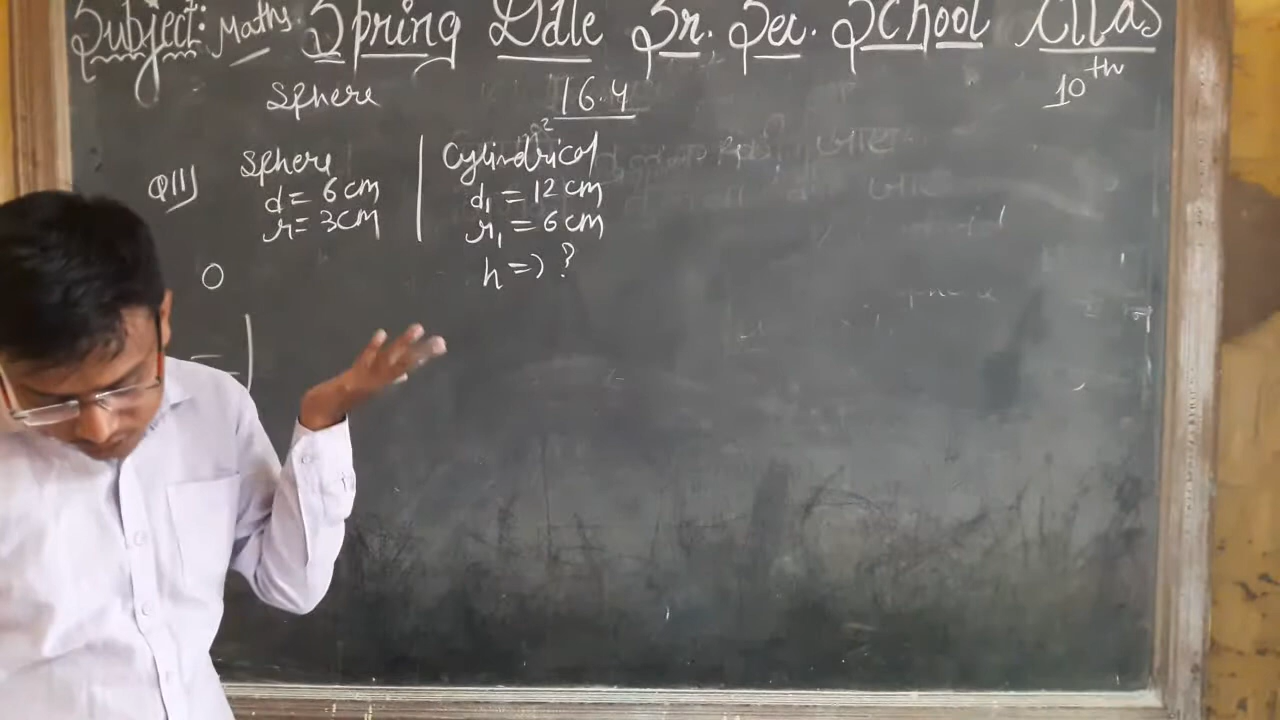 Subject: Maths. Spring Dale Sr. Sec. School Class
10th
Sphere 16.4
Q11) Sphere Cylindrical
d = 6 cm d₁ = 12 cm
r = 3 cm r₁ = 6 cm
h => ?